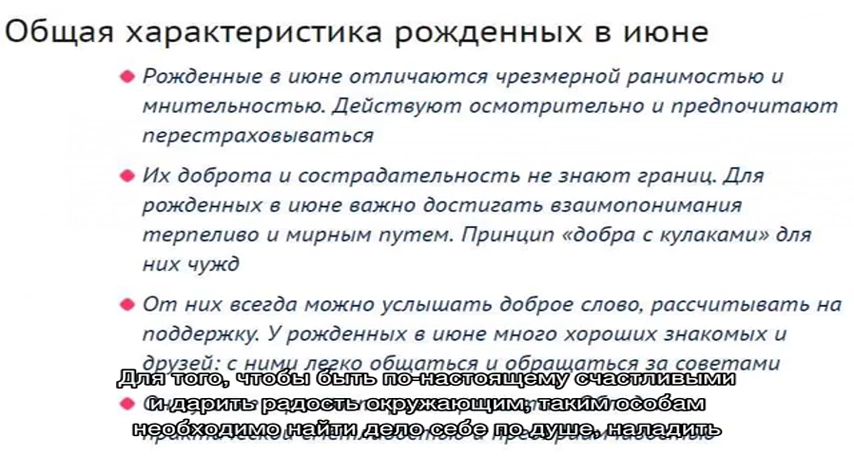 Общая характеристика рожденных в июне
Рожденные в июне отличаются чрезмерной ранимостью и
мнительностью. Действуют осмотрительно и предпочитают
перестраховываться
Их доброта и сострадательность не знают границ. Для
рожденных в июне важно достигать взаимопонимания
терпеливо и мирным путем. Принцип «добра с кулаками» для
них чужд
От них всегда можно услышать доброе слово, рассчитывать на
поддержку. У рожденных в июне много хороших знакомых и
друзей: с ними легко общаться и обращаться за советами
Для того, чтобы быть по-настоящему счастливыми
и дарить радость окружающим, таким особам
необходимо найти дело себе по душе, наладить